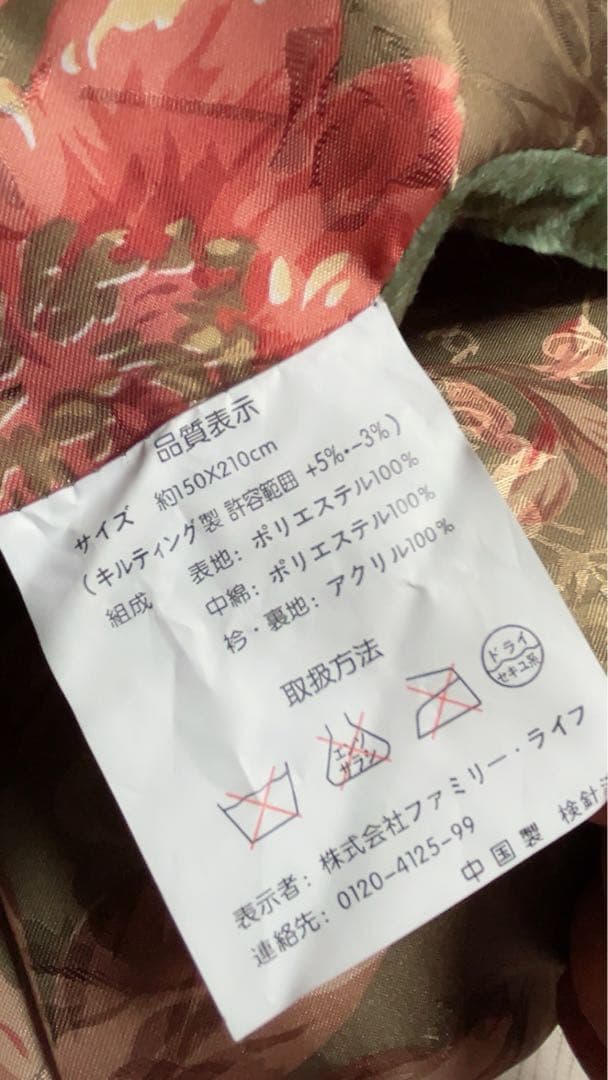 品質表示
サイズ 約150X210cm
(キルティング製 許容範囲 +5%・-3%)
組成 表地: ポリエステル100%
中綿: ポリエステル100%
衿・裏地: アクリル100%
取扱方法
エンソ
サラシ
ドライ
セキユ系
表示者: 株式会社ファミリー・ライフ
連絡先: 0120-4125-99
中国製 検針済